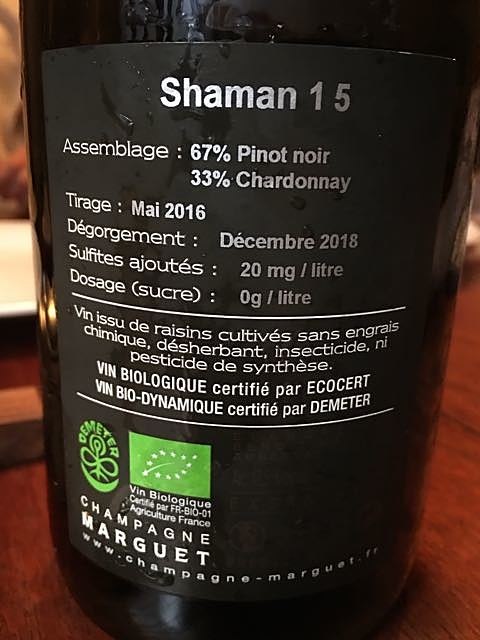 Shaman 1 5
Assemblage : 67% Pinot noir
33% Chardonnay
Tirage : Mai 2016
Dégorgement : Décembre 2018
Sulfites ajoutés : 20 mg / litre
Dosage (sucre) : 0g / litre
Vin issu de raisins cultivés sans engrais
chimique, désherbant, insecticide, ni
pesticide de synthèse.
VIN BIOLOGIQUE certifié par ECOCERT
VIN BIO-DYNAMIQUE certifié par DEMETER
DEMETER
Vin Biologique
Certifié par FR-BIO-01
Agriculture France
CHAMPAGNE
MARGUET
www.champagne-marguet.fr